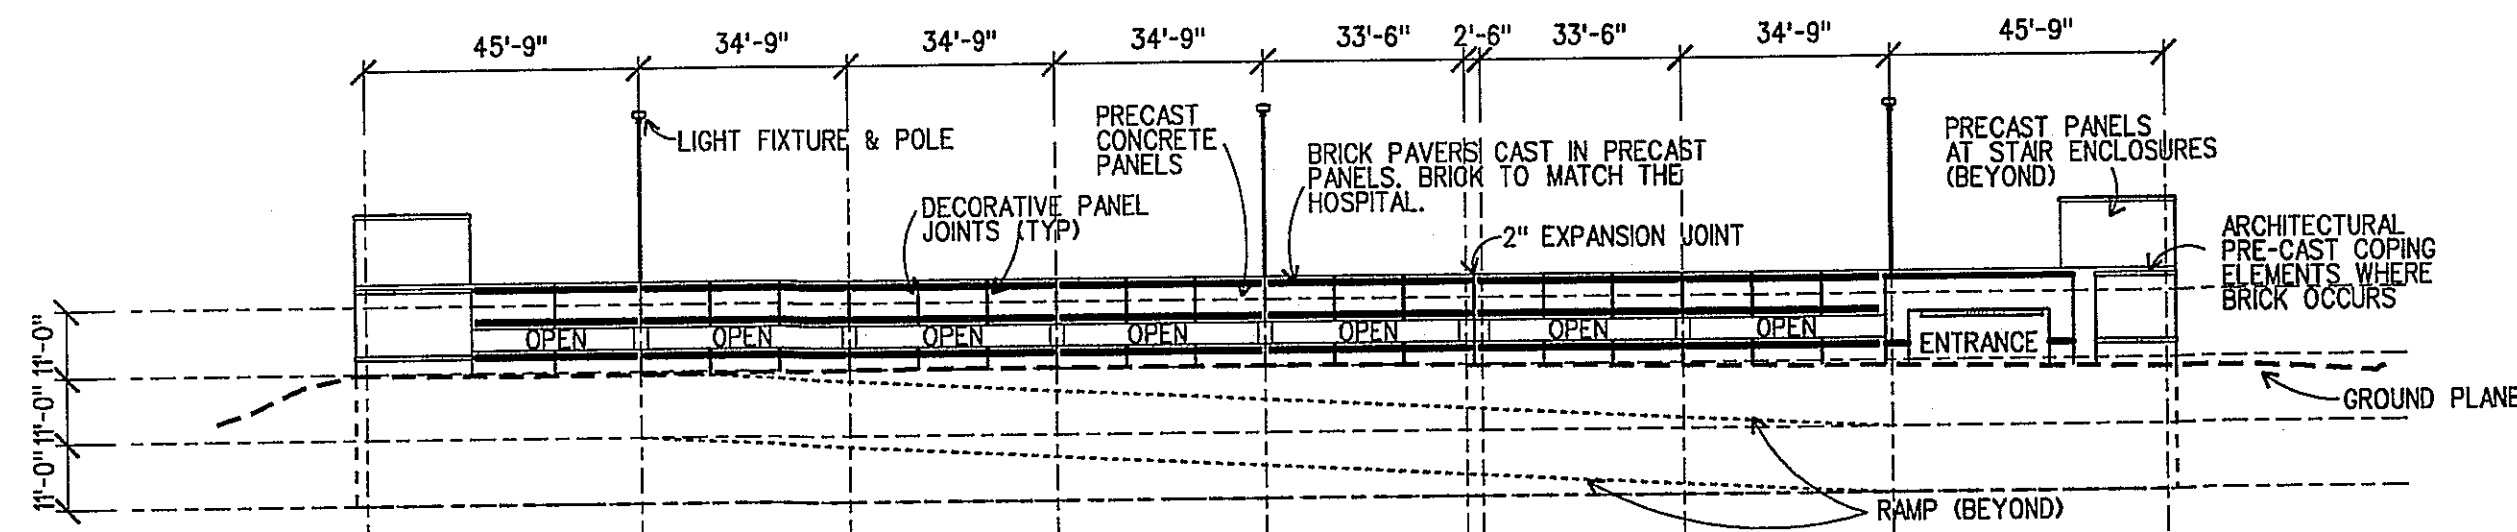 45'-9" 34'-9" 34'-9" 34'-9" 33'-6" 2'-6" 33'-6" 34'-9" 45'-9"
LIGHT FIXTURE & POLE
PRECAST
CONCRETE
PANELS
BRICK PAVERS CAST IN PRECAST
PANELS. BRICK TO MATCH THE
HOSPITAL.
PRECAST PANELS
AT STAIR ENCLOSURES
(BEYOND)
DECORATIVE PANEL
JOINTS (TYP)
2" EXPANSION JOINT
ARCHITECTURAL
PRE-CAST COPING
ELEMENTS WHERE
BRICK OCCURS
OPEN OPEN OPEN OPEN OPEN OPEN OPEN
ENTRANCE
11'-0"
11'-0"
11'-0"
GROUND PLANE
RAMP (BEYOND)